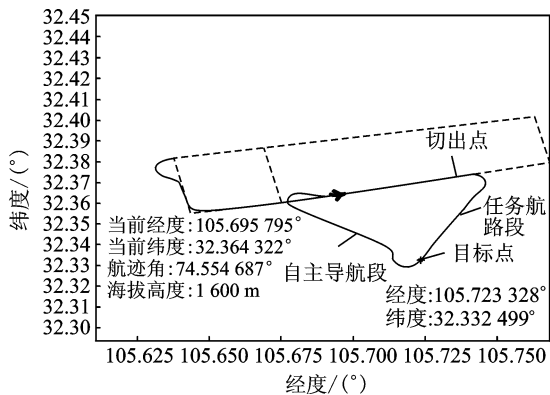 32.45
32.44
32.43
32.42
32.41
32.40
32.39
32.38
32.37
32.36
32.35
32.34
32.33
32.32
32.31
32.30
纬度/(°)
切出点
任务航
路段
目标点
当前经度:105.695 795°
当前纬度:32.364 322°
航迹角:74.554 687°
海拔高度:1 600 m
自主导航段
经度:105.723 328°
纬度:32.332 499°
105.625 105.650 105.675 105.700 105.725 105.750
经度/(°)